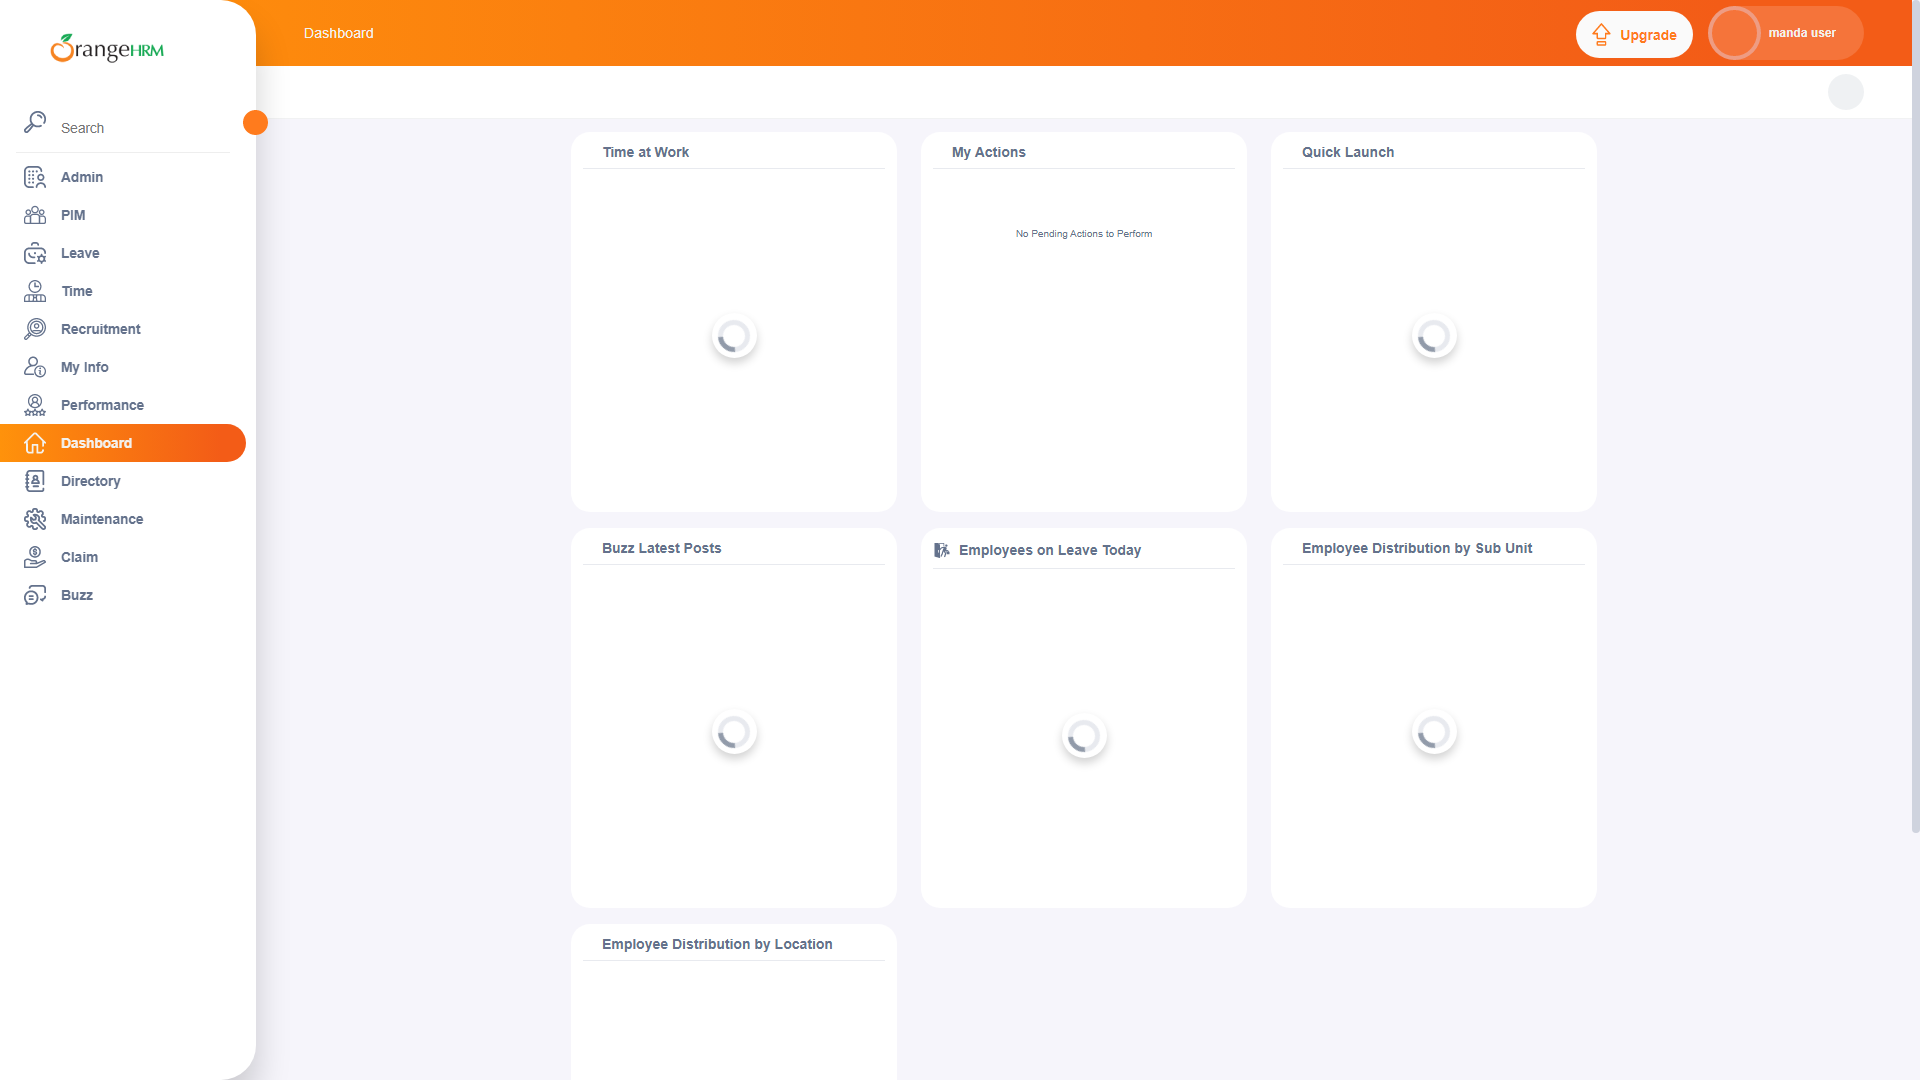 OrangeHRM
Dashboard
Upgrade
manda user
Search
Admin
PIM
Leave
Time
Recruitment
My Info
Performance
Dashboard
Directory
Maintenance
Claim
Buzz
Time at Work
My Actions
Quick Launch
No Pending Actions to Perform
Buzz Latest Posts
Employees on Leave Today
Employee Distribution by Sub Unit
Employee Distribution by Location